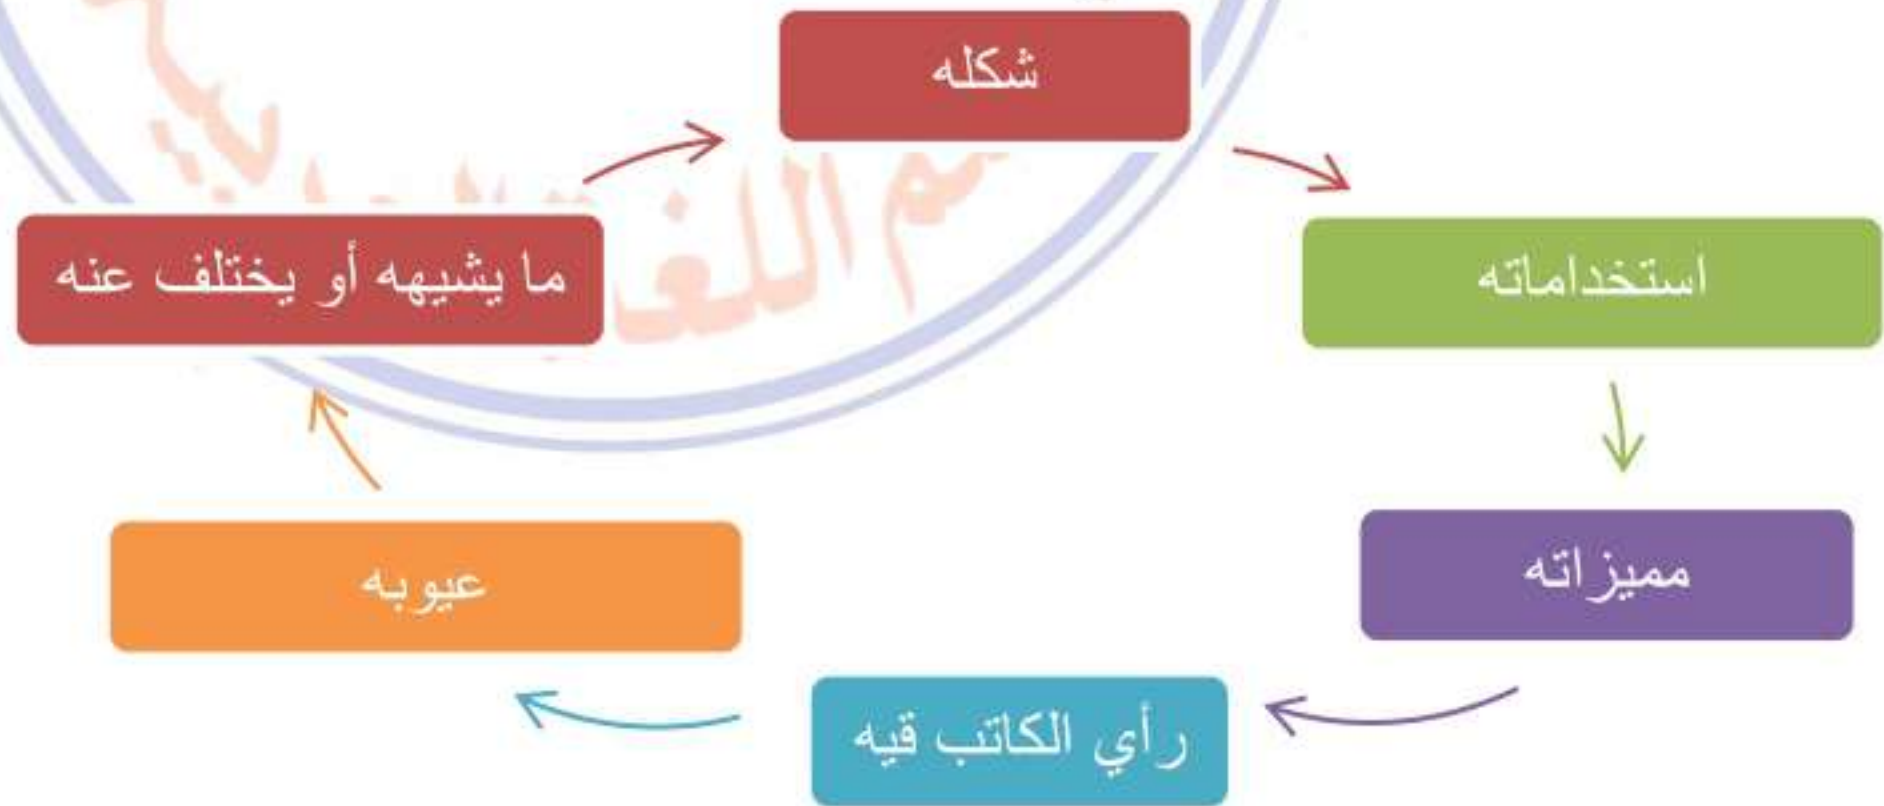 شكله
استخداماته
مميزاته
رأي الكاتب قيه
عيوبه
ما يشيهه أو يختلف عنه